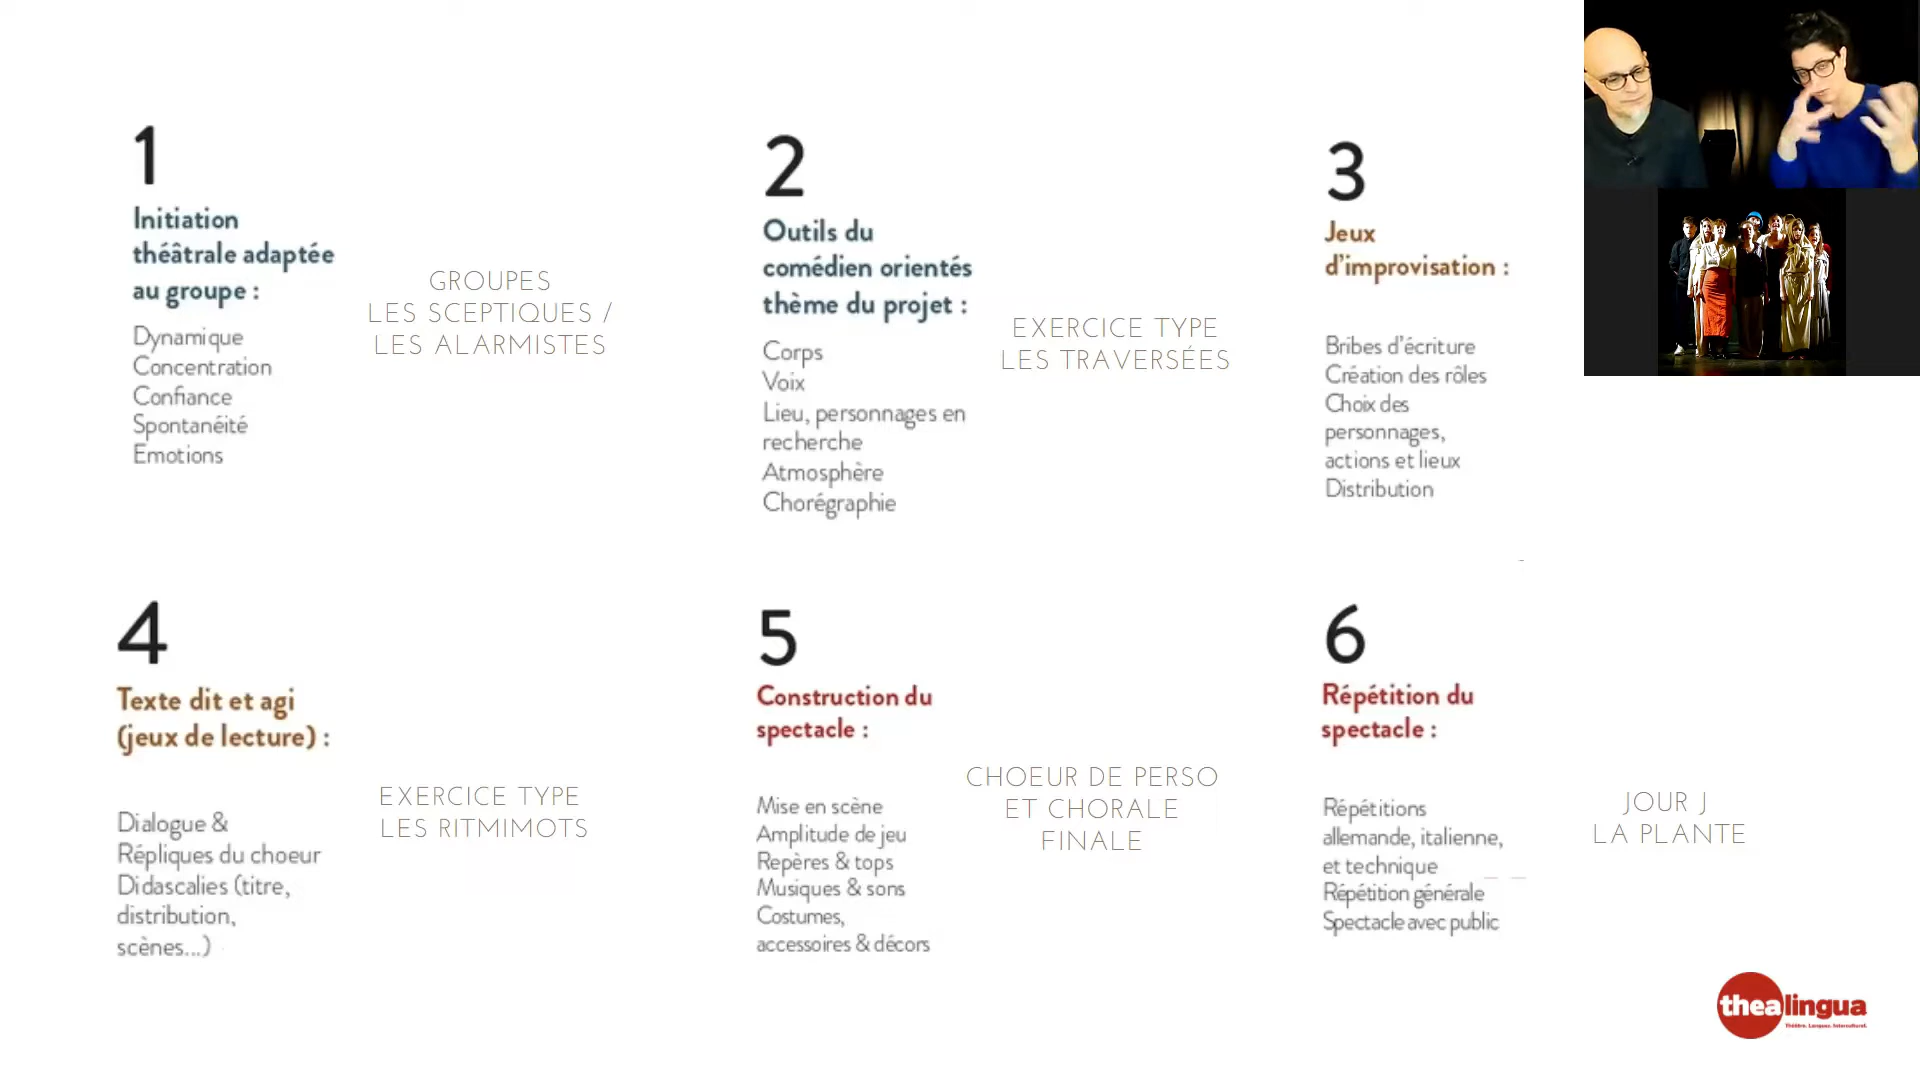 1
Initiation
théâtrale adaptée
au groupe :
Dynamique
Concentration
Confiance
Spontanéité
Emotions
GROUPES
LES SCEPTIQUES /
LES ALARMISTES
2
Outils du
comédien orientés
thème du projet :
Corps
Voix
Lieu, personnages en
recherche
Atmosphère
Chorégraphie
EXERCICE TYPE
LES TRAVERSÉES
3
Jeux
d'improvisation :
Bribes d'écriture
Création des rôles
Choix des
personnages,
actions et lieux
Distribution
4
Texte dit et agi
(jeux de lecture) :
Dialogue &
Répliques du choeur
Didascalies (titre,
distribution,
scènes...)
EXERCICE TYPE
LES RITMIMOTS
5
Construction du
spectacle :
Mise en scène
Amplitude de jeu
Repères & tops
Musiques & sons
Costumes,
accessoires & décors
CHOEUR DE PERSO
ET CHORALE
FINALE
6
Répétition du
spectacle :
Répétitions
allemande, italienne,
et technique
Répétition générale
Spectacle avec public
JOUR J
LA PLANTE
thealingua
Théâtre. Langues. Interculturel.